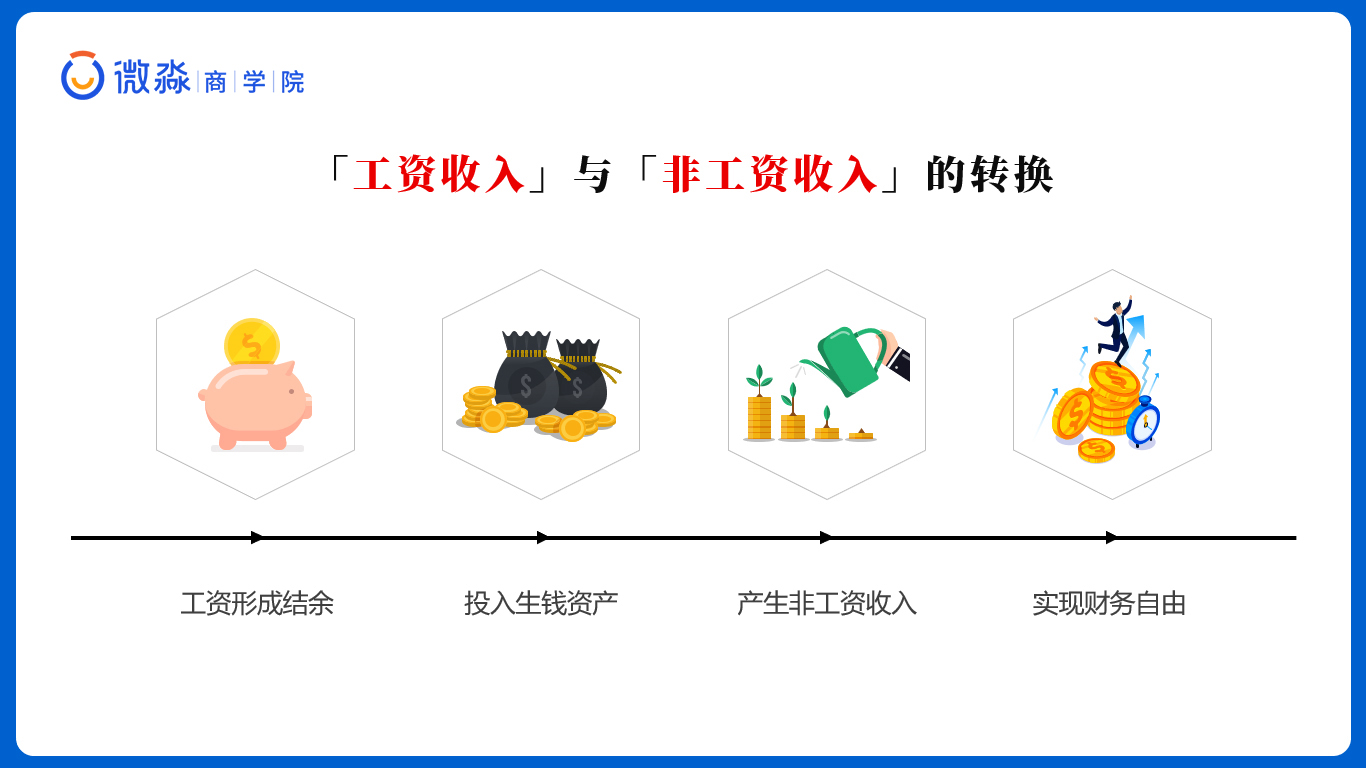 微淼|商|学|院
「工资收入」与「非工资收入」的转换
工资形成结余
投入生钱资产
产生非工资收入
实现财务自由